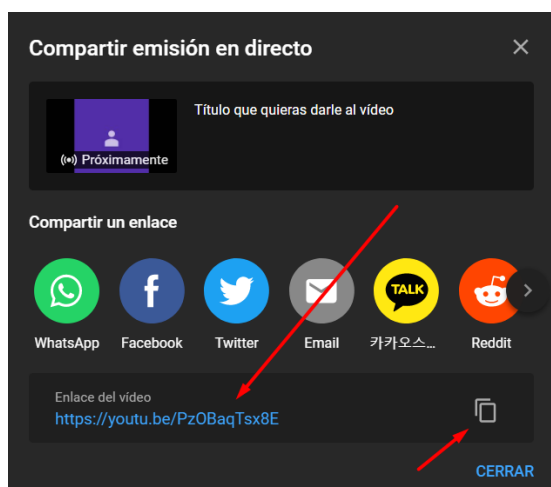 Compartir emisión en directo
Título que quieras darle al vídeo
Próximamente
Compartir un enlace
TALK
WhatsApp Facebook Twitter Email 카카오스... Reddit
Enlace del vídeo
https://youtu.be/PzOBaqTsx8E
CERRAR